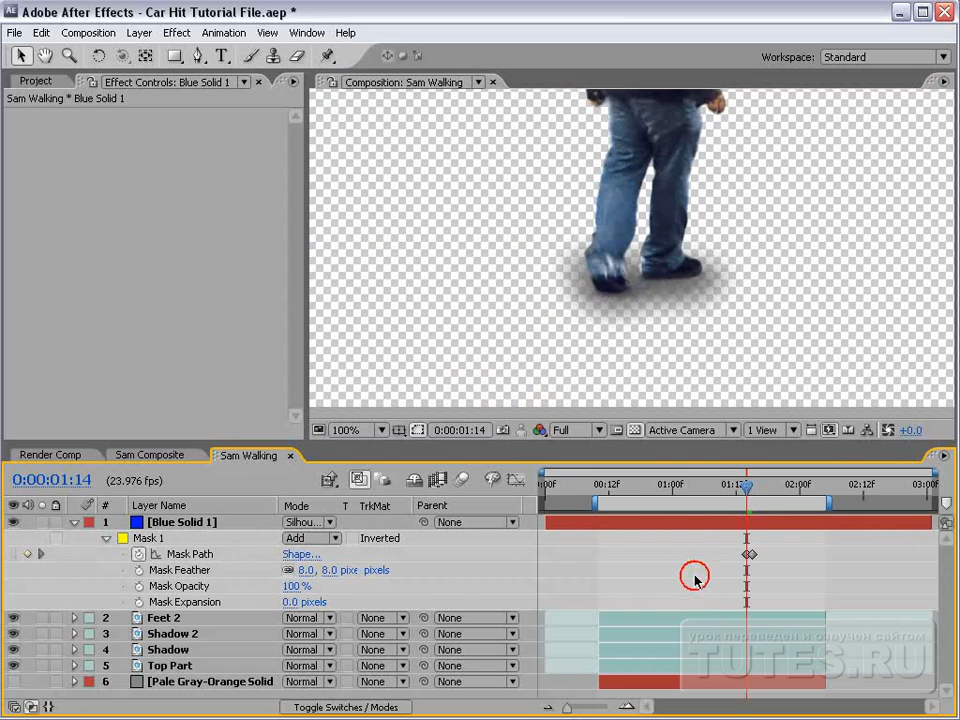 Adobe After Effects - Car Hit Tutorial File.aep *
File Edit Composition Layer Effect Animation View Window Help
Workspace: Standard
Project Effect Controls: Blue Solid 1
Composition: Sam Walking
Sam Walking * Blue Solid 1
100% 0:00:01:14 Full Active Camera 1 View +0.0
Render Comp Sam Composite Sam Walking
0:00:01:14 (23.976 fps)
:00f 00:12f 01:00f 01:12f 02:00f 02:12f 03:00f
# Layer Name Mode T TrkMat Parent
1 [Blue Solid 1] Silhou... None
Mask 1 Add Inverted
Mask Path Shape...
Mask Feather 8.0, 8.0 pixe pixels
Mask Opacity 100%
Mask Expansion 0.0 pixels
2 Feet 2 Normal None None
3 Shadow 2 Normal None None
4 Shadow Normal None None
5 Top Part Normal None None
6 [Pale Gray-Orange Solid Normal None None
Toggle Switches / Modes
урок переведен и озвучен сайтом
TUTES.RU